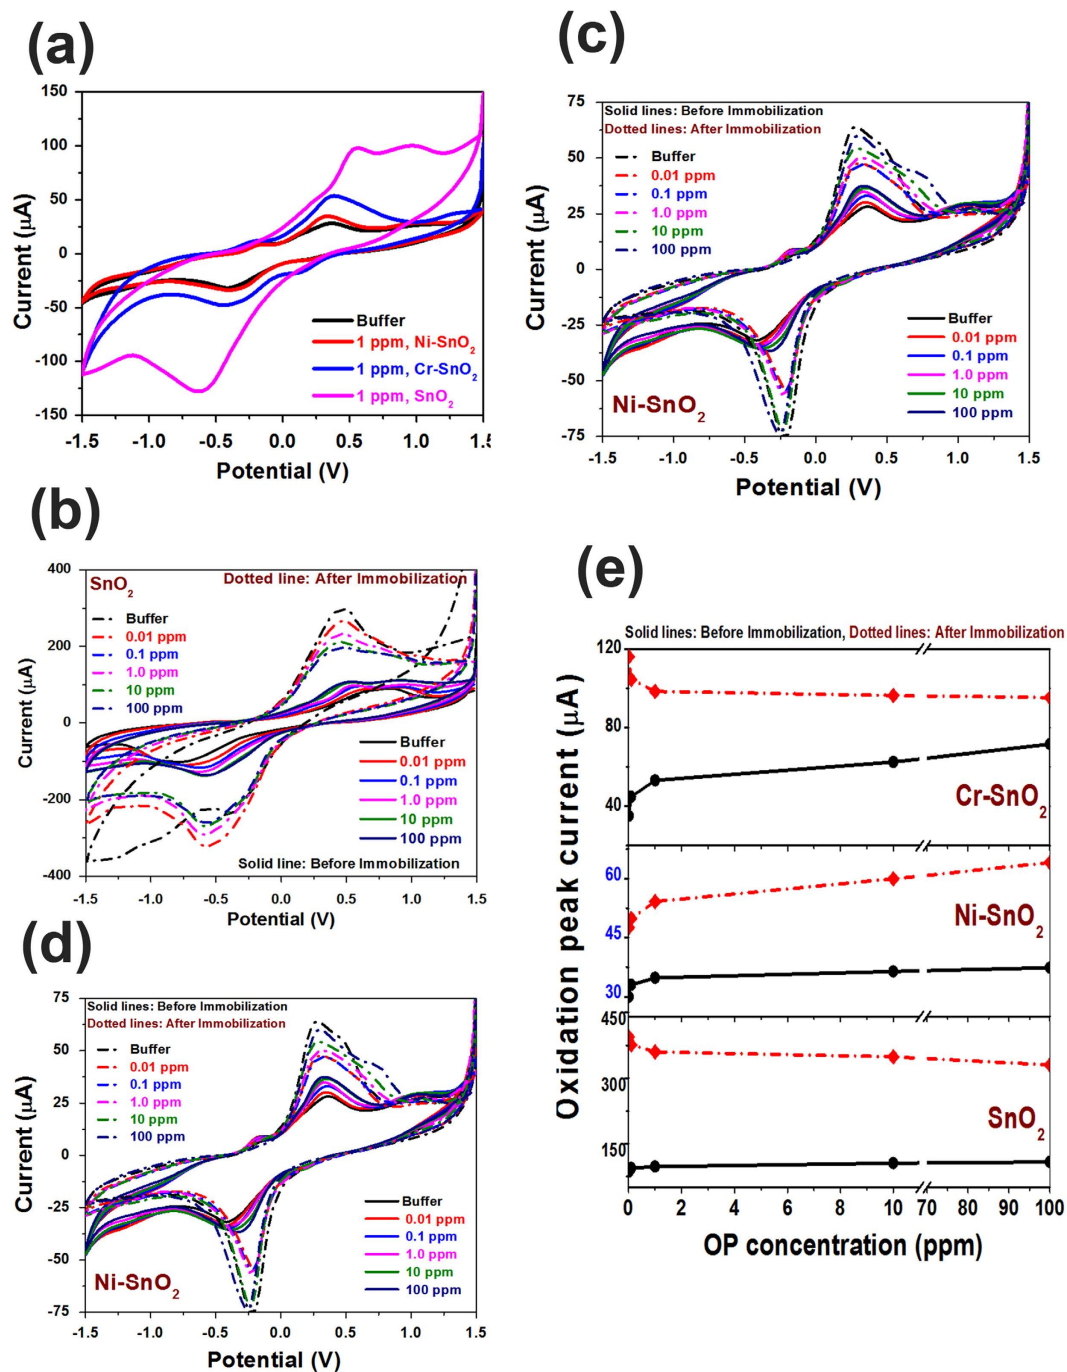 (a)
150
100
50
0
-50
-100
-150
Current (μA)
Buffer
1 ppm, Ni-SnO₂
1 ppm, Cr-SnO₂
1 ppm, SnO₂
-1.5 -1.0 -0.5 0.0 0.5 1.0 1.5
Potential (V)
(b)
400
200
0
-200
-400
Current (μA)
SnO₂
Dotted line: After Immobilization
Buffer
0.01 ppm
0.1 ppm
1.0 ppm
10 ppm
100 ppm
Buffer
0.01 ppm
0.1 ppm
1.0 ppm
10 ppm
100 ppm
Solid line: Before Immobilization
-1.5 -1.0 -0.5 0.0 0.5 1.0 1.5
Potential (V)
(c)
75
50
25
0
-25
-50
-75
Current (μA)
Solid lines: Before Immobilization
Dotted lines: After Immobilization
Buffer
0.01 ppm
0.1 ppm
1.0 ppm
10 ppm
100 ppm
Buffer
0.01 ppm
0.1 ppm
1.0 ppm
10 ppm
100 ppm
Ni-SnO₂
-1.5 -1.0 -0.5 0.0 0.5 1.0 1.5
Potential (V)
(d)
75
50
25
0
-25
-50
-75
Current (μA)
Solid lines: Before Immobilization
Dotted lines: After Immobilization
Buffer
0.01 ppm
0.1 ppm
1.0 ppm
10 ppm
100 ppm
Buffer
0.01 ppm
0.1 ppm
1.0 ppm
10 ppm
100 ppm
Ni-SnO₂
-1.5 -1.0 -0.5 0.0 0.5 1.0 1.5
Potential (V)
(e)
Solid lines: Before Immobilization, Dotted lines: After Immobilization
120
80
40
Cr-SnO₂
60
45
30
Ni-SnO₂
450
300
150
SnO₂
Oxidation peak current (μA)
0 2 4 6 8 10 70 80 90 100
OP concentration (ppm)